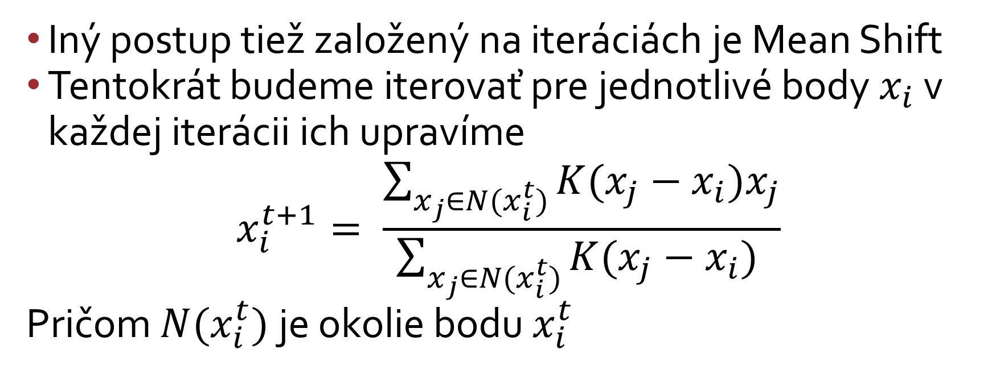 • Iný postup tiež založený na iteráciách je Mean Shift
• Tentokrát budeme iterovať pre jednotlivé body $x_i$ v
každej iterácii ich upravíme
$x_i^{t+1} = \frac{\sum_{x_j \in N(x_i^t)} K(x_j - x_i) x_j}{\sum_{x_j \in N(x_i^t)} K(x_j - x_i)}$
Pričom $N(x_i^t)$ je okolie bodu $x_i^t$